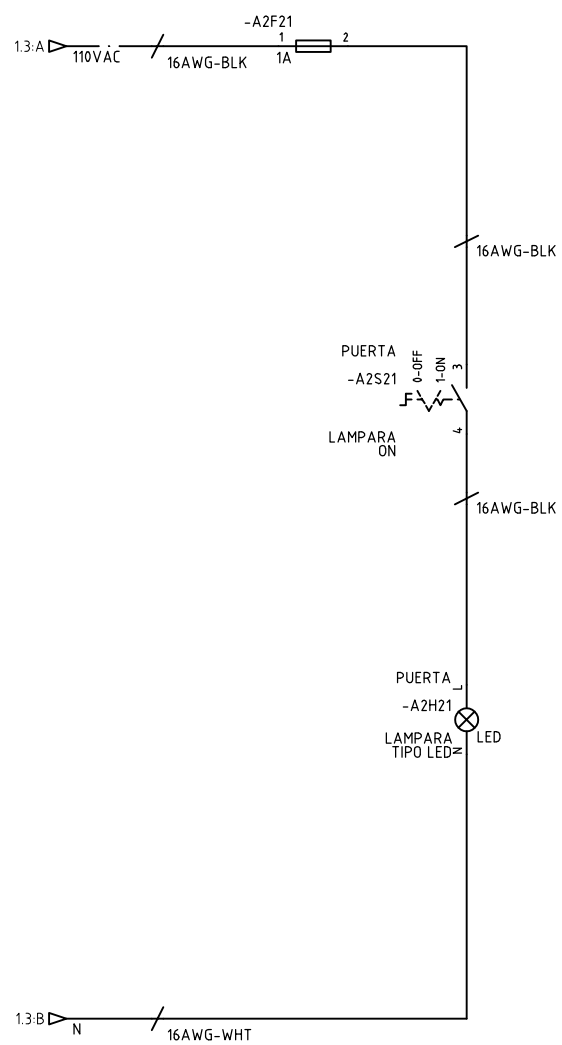 -A2F21
1.3:A
1
2
110VAC
16AWG-BLK
1A
16AWG-BLK
PUERTA
0-OFF
1-ON
3
-A2S21
LAMPARA
ON
4
16AWG-BLK
PUERTA
L
-A2H21
LAMPARA
TIPO LED
N
LED
1.3:B
N
16AWG-WHT